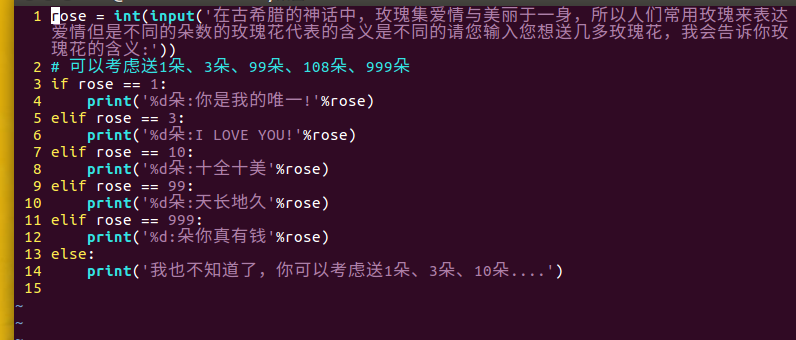 1 rose = int(input('在古希腊的神话中，玫瑰集爱情与美丽于一身，所以人们常用玫瑰来表达
爱情但是不同的朵数的玫瑰花代表的含义是不同的请您输入您想送几多玫瑰花，我会告诉你玫
瑰花的含义:'))
2 # 可以考虑送1朵、3朵、99朵、108朵、999朵
3 if rose == 1:
4     print('%d朵:你是我的唯一!'%rose)
5 elif rose == 3:
6     print('%d朵:I LOVE YOU!'%rose)
7 elif rose == 10:
8     print('%d朵:十全十美'%rose)
9 elif rose == 99:
10     print('%d朵:天长地久'%rose)
11 elif rose == 999:
12     print('%d:朵你真有钱'%rose)
13 else:
14     print('我也不知道了，你可以考虑送1朵、3朵、10朵....')
15
~
~
~